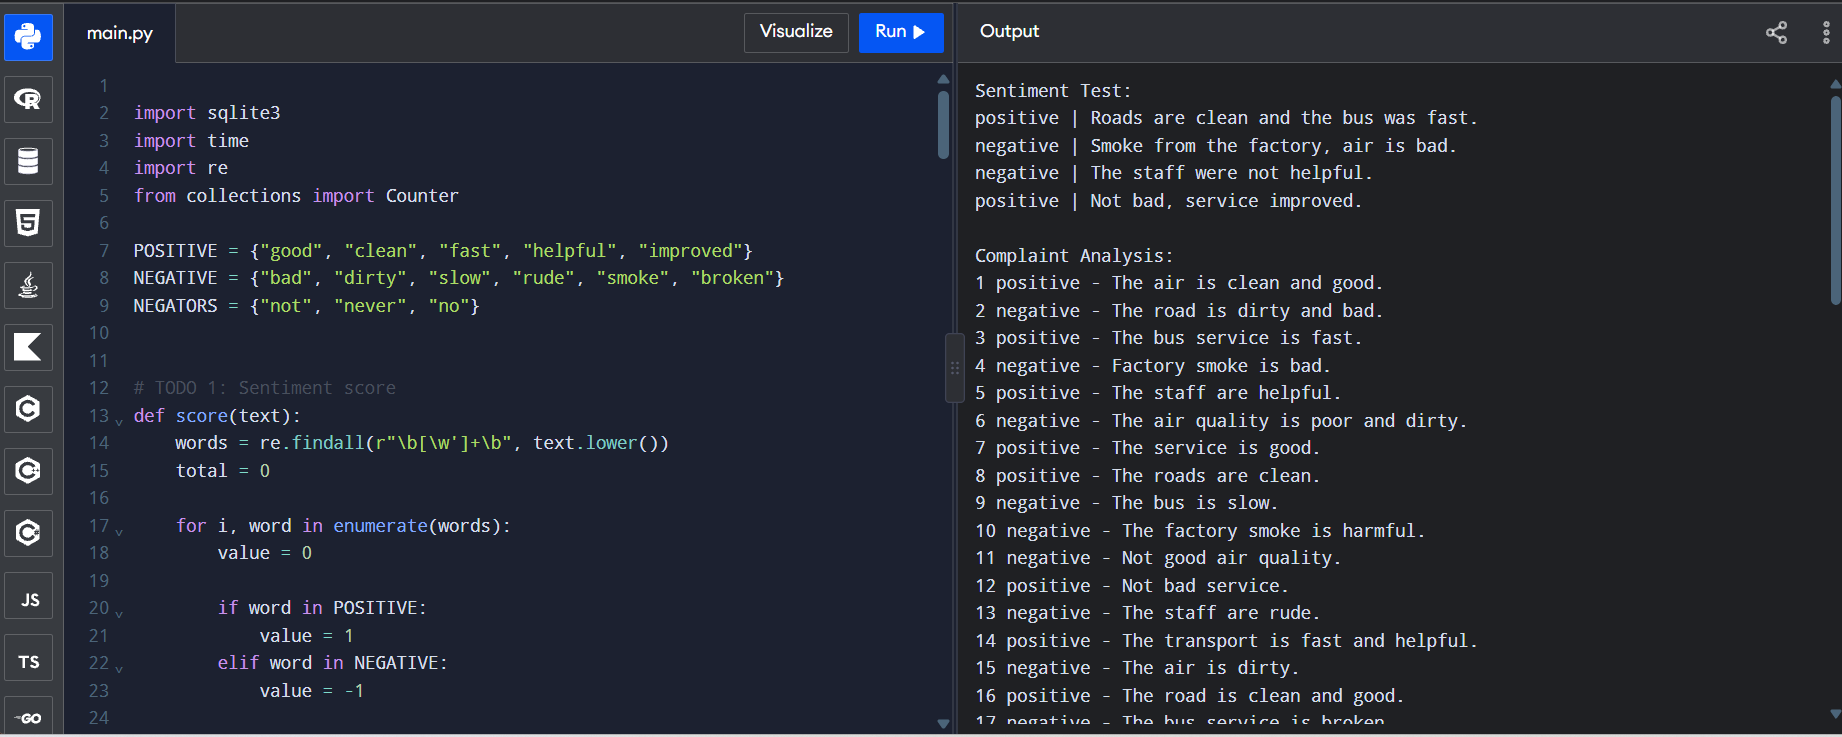 main.py
Visualize
Run
1
2 import sqlite3
3 import time
4 import re
5 from collections import Counter
6
7 POSITIVE = {"good", "clean", "fast", "helpful", "improved"}
8 NEGATIVE = {"bad", "dirty", "slow", "rude", "smoke", "broken"}
9 NEGATORS = {"not", "never", "no"}
10
11
12 # TODO 1: Sentiment score
13 def score(text):
14     words = re.findall(r"\b[\w']+\b", text.lower())
15     total = 0
16
17     for i, word in enumerate(words):
18         value = 0
19
20         if word in POSITIVE:
21             value = 1
22         elif word in NEGATIVE:
23             value = -1
24
R
5
C
C
C
JS
TS
GO
Output
Sentiment Test:
positive | Roads are clean and the bus was fast.
negative | Smoke from the factory, air is bad.
negative | The staff were not helpful.
positive | Not bad, service improved.
Complaint Analysis:
1 positive - The air is clean and good.
2 negative - The road is dirty and bad.
3 positive - The bus service is fast.
4 negative - Factory smoke is bad.
5 positive - The staff are helpful.
6 negative - The air quality is poor and dirty.
7 positive - The service is good.
8 positive - The roads are clean.
9 negative - The bus is slow.
10 negative - The factory smoke is harmful.
11 negative - Not good air quality.
12 positive - Not bad service.
13 negative - The staff are rude.
14 positive - The transport is fast and helpful.
15 negative - The air is dirty.
16 positive - The road is clean and good.
17 negative - The bus service is broken